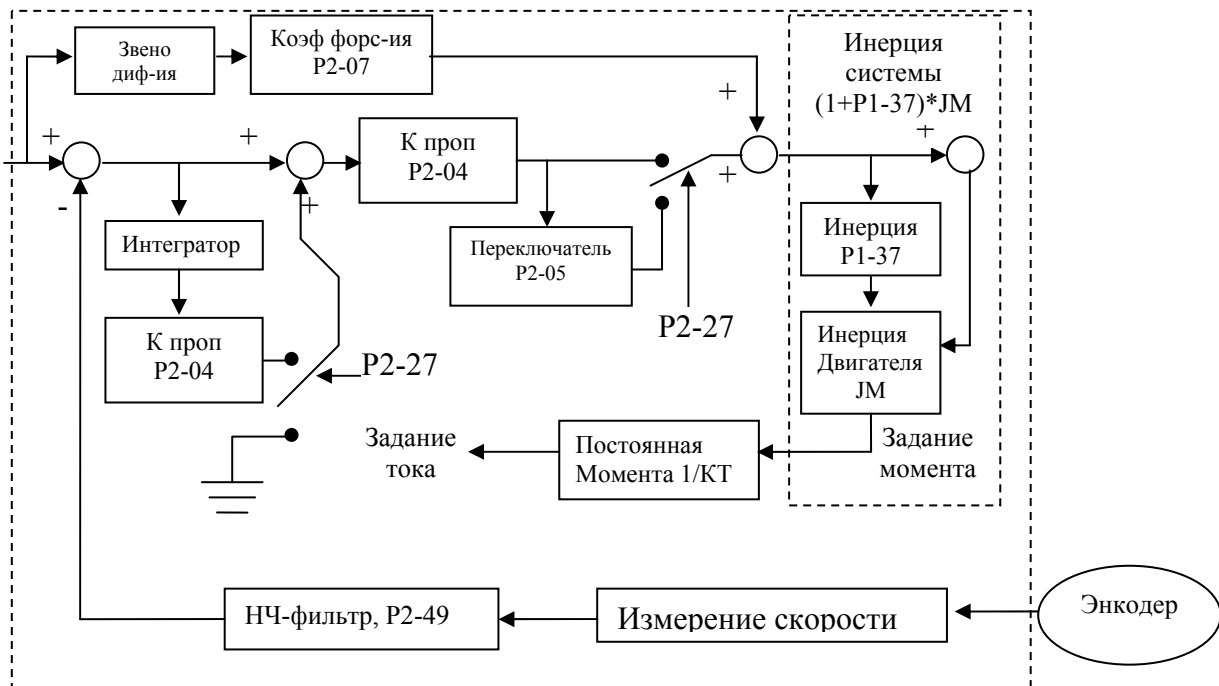 Звено
диф-ия
Коэф форс-ия
P2-07
Инерция
системы
(1+P1-37)*JM
+
+
+
+
К проп
P2-04
+
-
+
Интегратор
Переключатель
P2-05
Инерция
P1-37
К проп
P2-04
P2-27
P2-27
Инерция
Двигателя
JM
Задание
тока
Постоянная
Момента 1/КТ
Задание
момента
НЧ-фильтр, P2-49
Измерение скорости
Энкодер